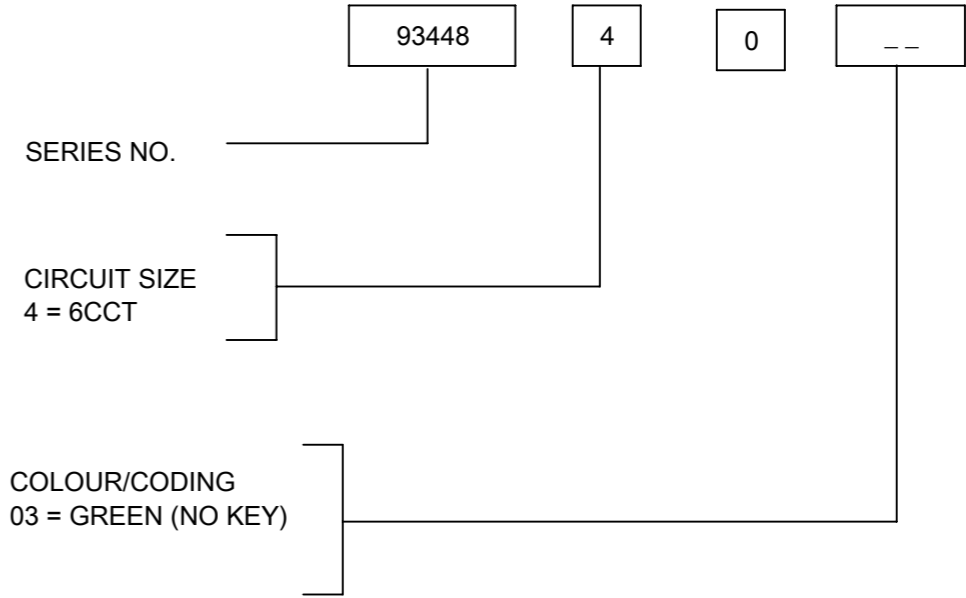 93448 4 0 _ _
SERIES NO.
CIRCUIT SIZE
4 = 6CCT
COLOUR/CODING
03 = GREEN (NO KEY)